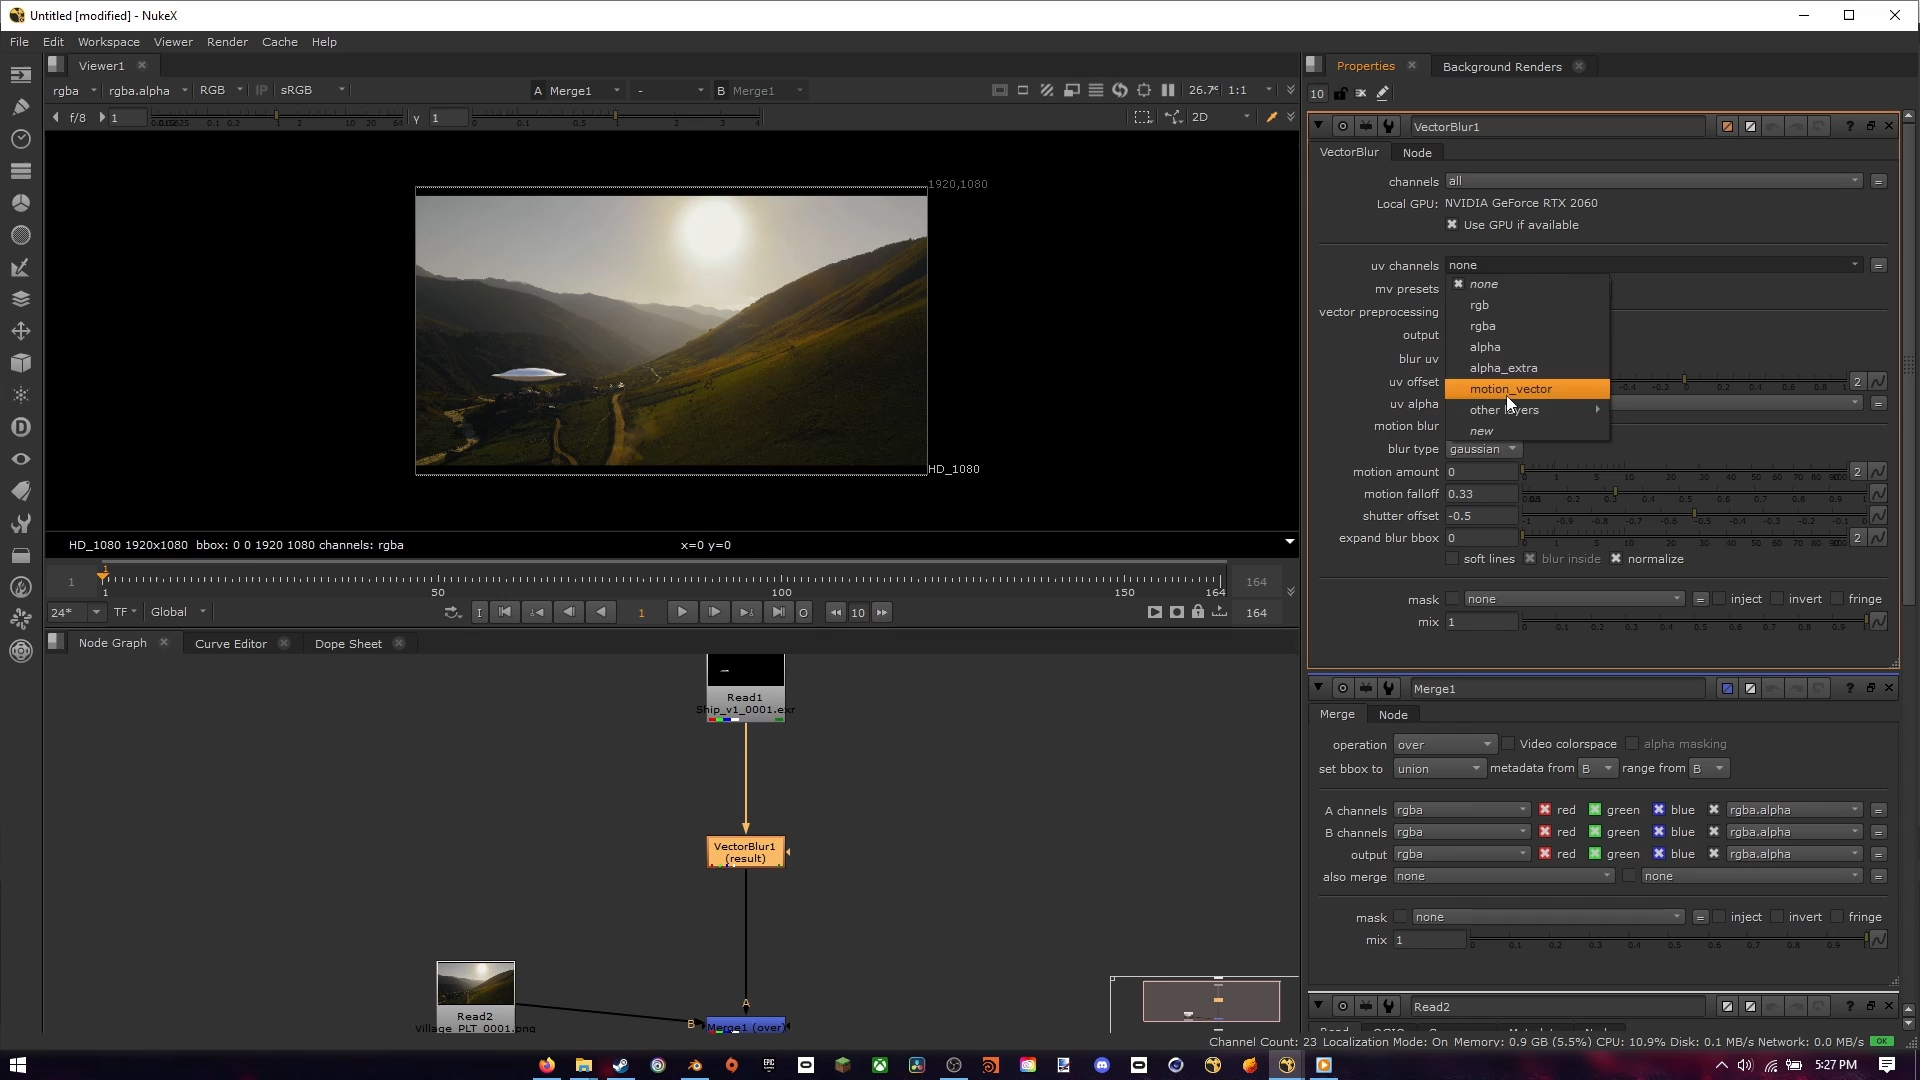 Untitled [modified] - NukeX
File Edit Workspace Viewer Render Cache Help
Viewer1
rgba rgba.alpha RGB IP sRGB A Merge1 - B Merge1 26.7 1:1
f/8 1 γ 1 2D
1920,1080
HD_1080
HD_1080 1920x1080 bbox: 0 0 1920 1080 channels: rgba x=0 y=0
1 1 164
1 50 100 150 164
24* TF Global I 1 O 10 164
Node Graph Curve Editor Dope Sheet
Read1
Ship_v1_0001.exr
VectorBlur1
(result)
Read2
Village_PLT_0001.png
A
B
Merge1 (over)
Properties Background Renders
10
VectorBlur1
VectorBlur Node
channels all =
Local GPU: NVIDIA GeForce RTX 2060
Use GPU if available
uv channels none =
mv presets
vector preprocessing
output
blur uv
uv offset 2
uv alpha =
motion blur
none
rgb
rgba
alpha
alpha_extra
motion_vector
other layers
new
blur type gaussian
motion amount 0 2
motion falloff 0.33
shutter offset -0.5
expand blur bbox 0 2
soft lines blur inside normalize
mask none = inject invert fringe
mix 1
Merge1
Merge Node
operation over Video colorspace alpha masking
set bbox to union metadata from B range from B
A channels rgba red green blue rgba.alpha =
B channels rgba red green blue rgba.alpha =
output rgba red green blue rgba.alpha =
also merge none none =
mask none = inject invert fringe
mix 1
Read2
Channel Count: 23 Localization Mode: On Memory: 0.9 GB (5.5%) CPU: 10.9% Disk: 0.1 MB/s Network: 0.0 MB/s OK
5:27 PM